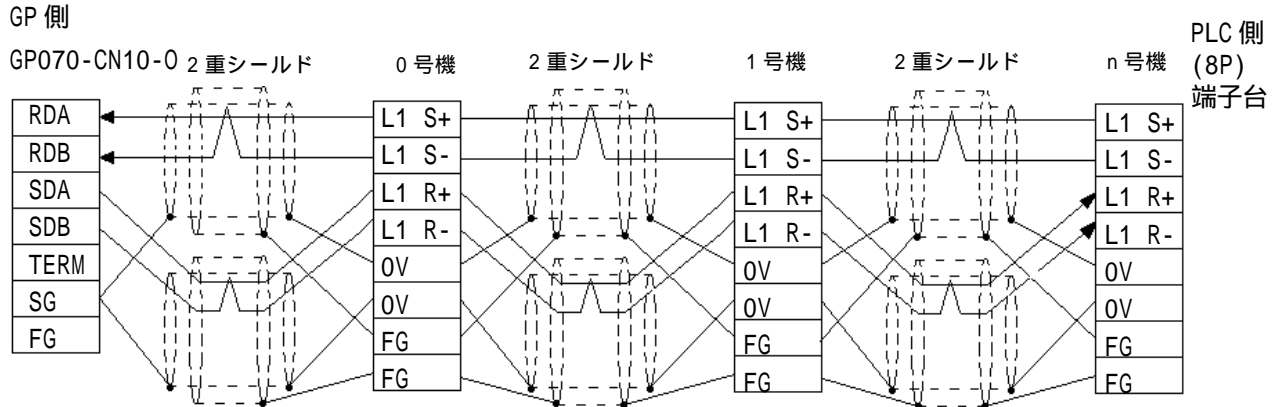 GP 側
GP070-CN10-0
2 重シールド
0 号機
2 重シールド
1 号機
2 重シールド
n 号機
PLC 側
(8P)
端子台
RDA
RDB
SDA
SDB
TERM
SG
FG
L1 S+
L1 S-
L1 R+
L1 R-
0V
0V
FG
FG
L1 S+
L1 S-
L1 R+
L1 R-
0V
0V
FG
FG
L1 S+
L1 S-
L1 R+
L1 R-
0V
0V
FG
FG